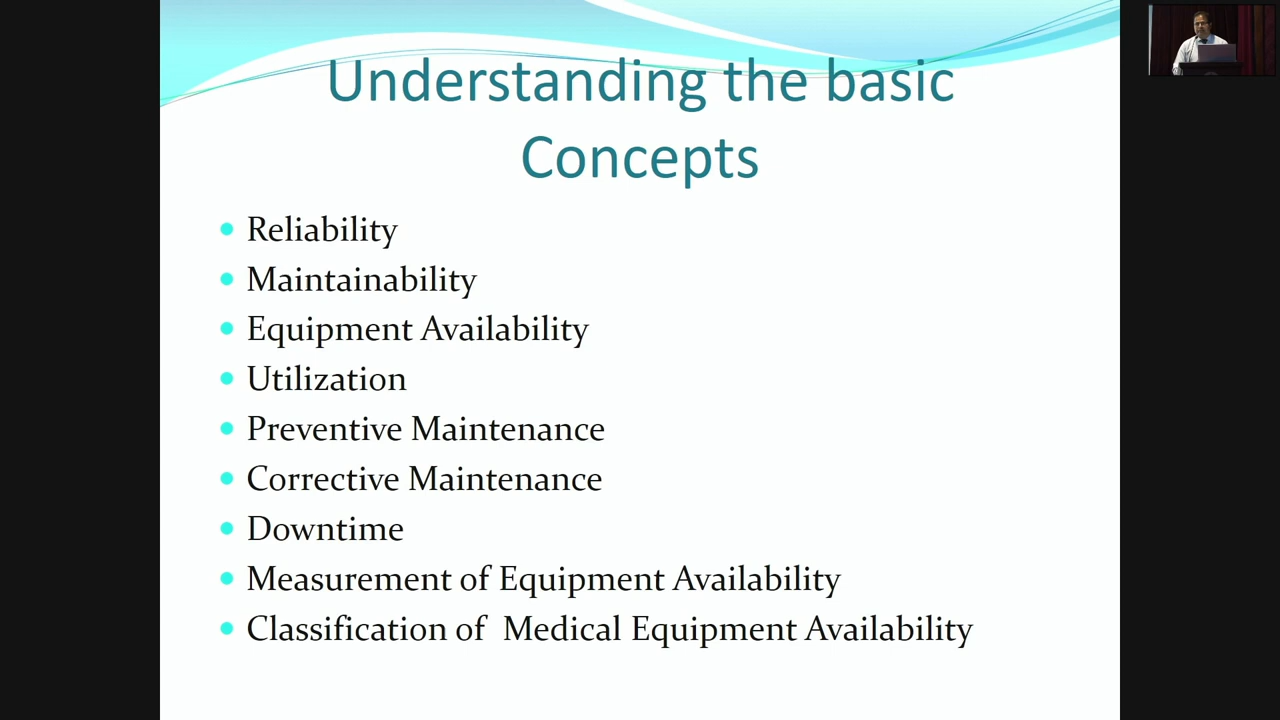 Understanding the basic
Concepts
Reliability
Maintainability
Equipment Availability
Utilization
Preventive Maintenance
Corrective Maintenance
Downtime
Measurement of Equipment Availability
Classification of  Medical Equipment Availability